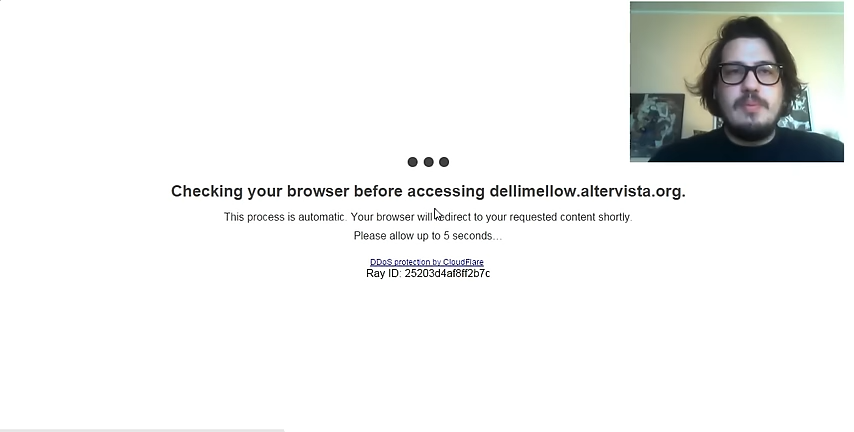 Checking your browser before accessing dellimellow.altervista.org.
This process is automatic. Your browser will redirect to your requested content shortly.
Please allow up to 5 seconds…
DDoS protection by CloudFlare
Ray ID: 25203d4af8ff2b7c